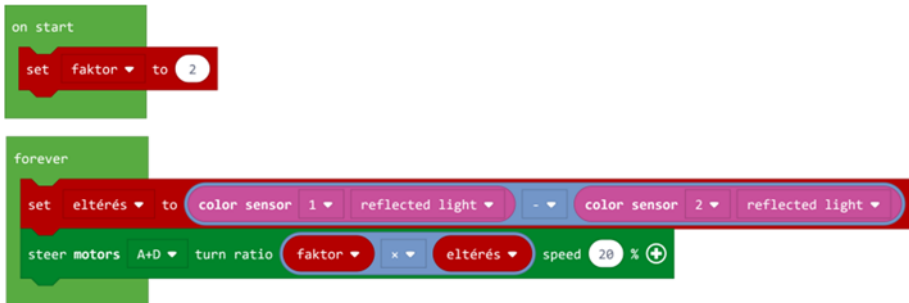 on start
set faktor to 2
forever
set eltérés to color sensor 1 reflected light - color sensor 2 reflected light
steer motors A+D turn ratio faktor × eltérés speed 20 %